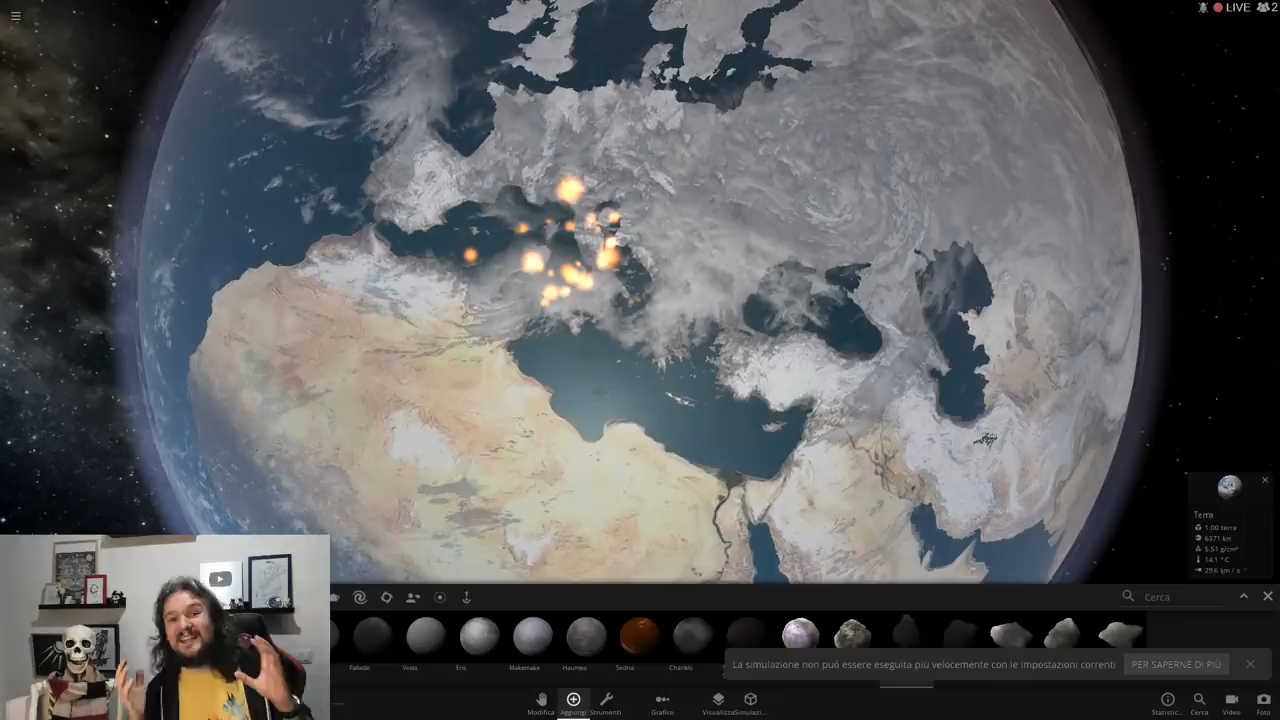 LIVE 2
Terra
1.00 terra
6371 km
5.51 g/cm³
14.1 °C
29.6 km / s
Cerca
Pallade
Vesta
Eris
Makemake
Haumea
Sedna
Chariklo
La simulazione non può essere eseguita più velocemente con le impostazioni correnti
PER SAPERNE DI PIÙ
Modifica
Aggiungi
Strumenti
Grafico
Visualizza
Simulazi...
Statistic...
Cerca
Video
Foto